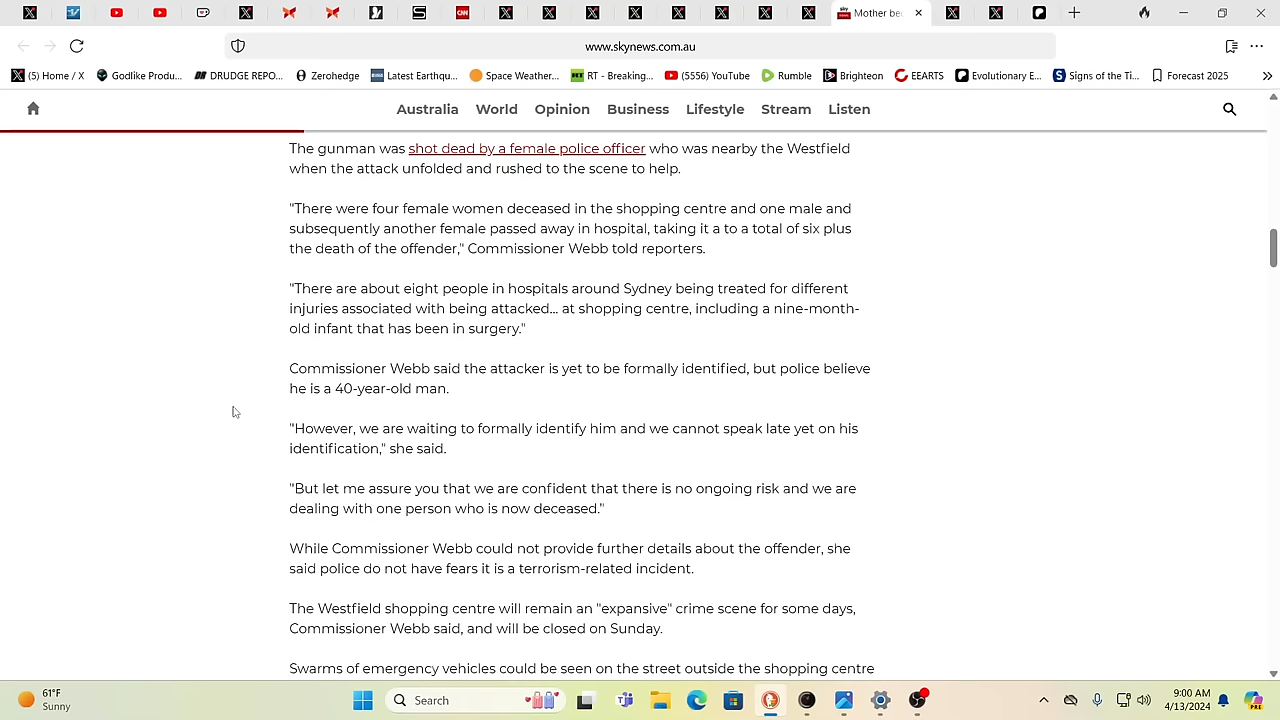 Mother bec
www.skynews.com.au
(5) Home / X
Godlike Produ...
DRUDGE REPO...
Zerohedge
Latest Earthqu...
Space Weather...
RT - Breaking...
(5556) YouTube
Rumble
Brighteon
EEARTS
Evolutionary E...
Signs of the Ti...
Forecast 2025
Australia World Opinion Business Lifestyle Stream Listen
The gunman was shot dead by a female police officer who was nearby the Westfield
when the attack unfolded and rushed to the scene to help.
"There were four female women deceased in the shopping centre and one male and
subsequently another female passed away in hospital, taking it a to a total of six plus
the death of the offender," Commissioner Webb told reporters.
"There are about eight people in hospitals around Sydney being treated for different
injuries associated with being attacked... at shopping centre, including a nine-month-
old infant that has been in surgery."
Commissioner Webb said the attacker is yet to be formally identified, but police believe
he is a 40-year-old man.
"However, we are waiting to formally identify him and we cannot speak late yet on his
identification," she said.
"But let me assure you that we are confident that there is no ongoing risk and we are
dealing with one person who is now deceased."
While Commissioner Webb could not provide further details about the offender, she
said police do not have fears it is a terrorism-related incident.
The Westfield shopping centre will remain an "expansive" crime scene for some days,
Commissioner Webb said, and will be closed on Sunday.
Swarms of emergency vehicles could be seen on the street outside the shopping centre
61°F
Sunny
Search
9:00 AM
4/13/2024